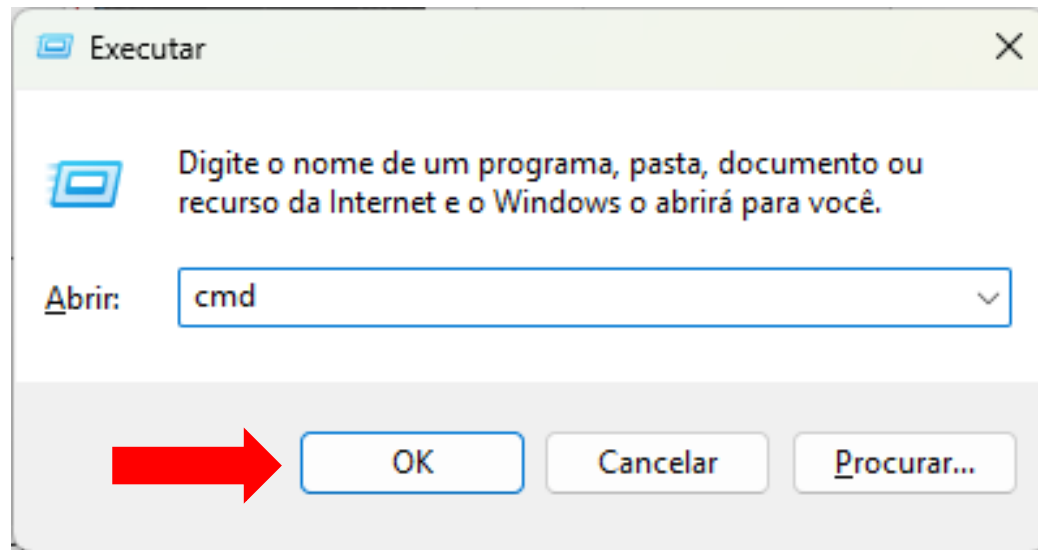 Executar
Digite o nome de um programa, pasta, documento ou
recurso da Internet e o Windows o abrirá para você.
Abrir: cmd
OK Cancelar Procurar...